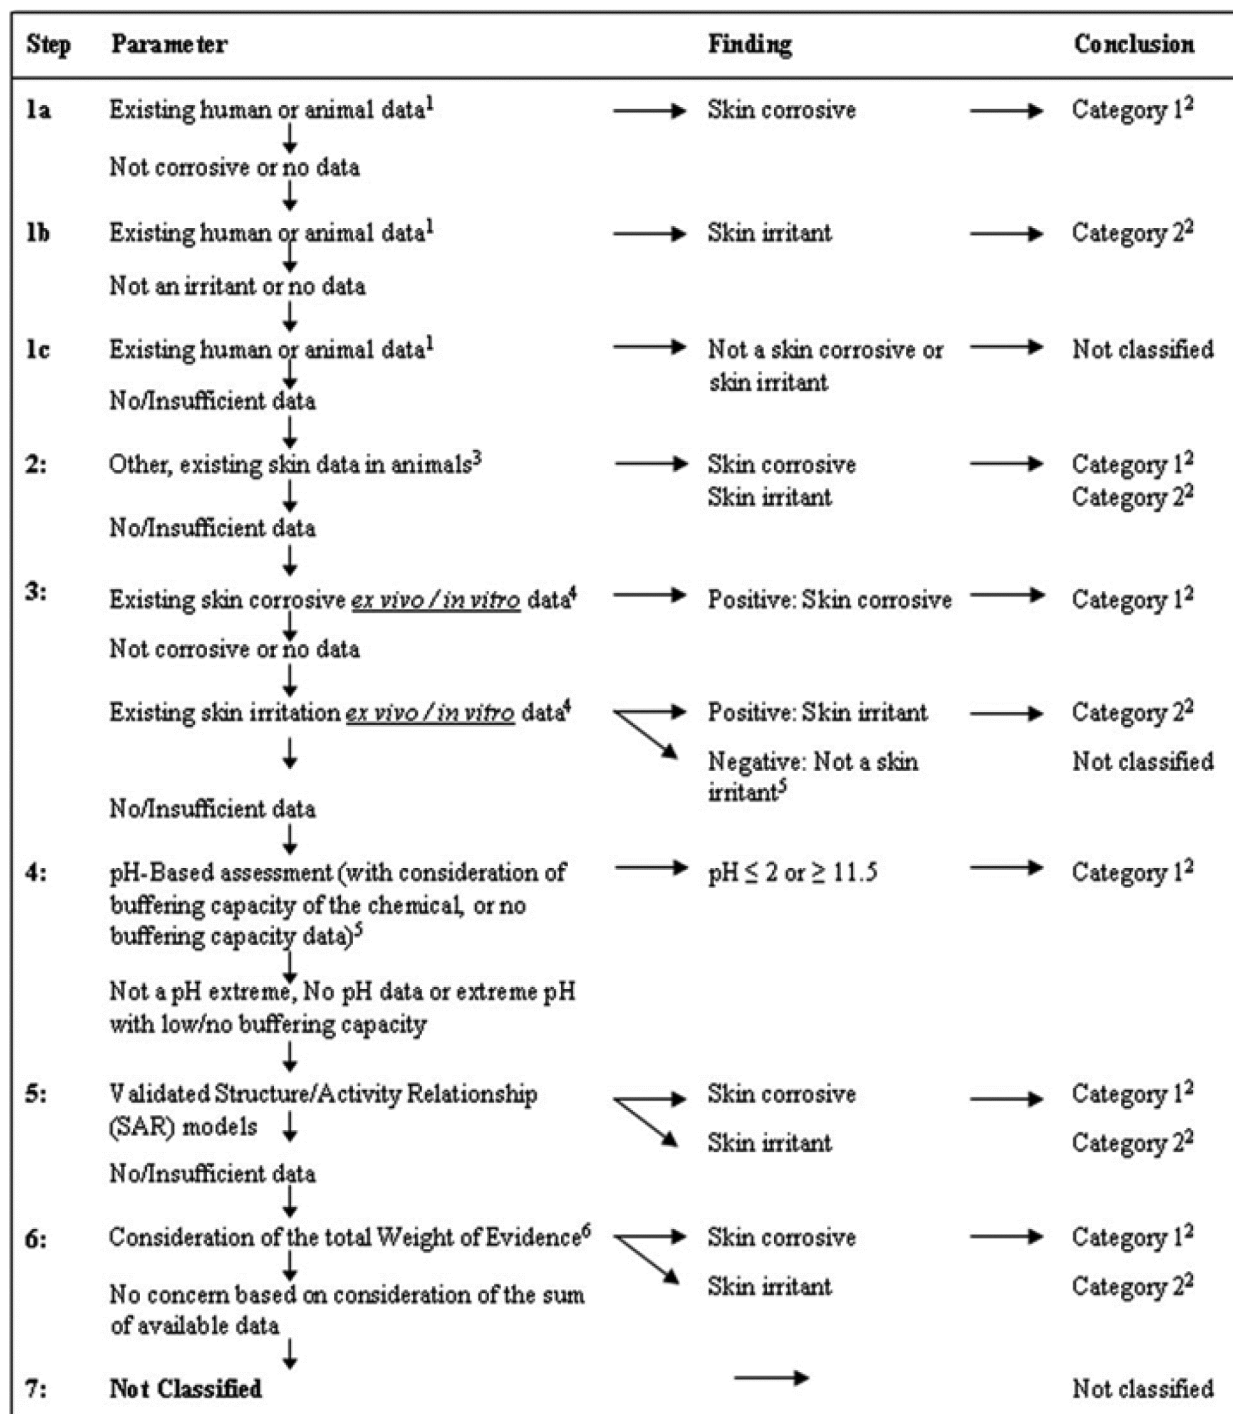 Step Parameter Finding Conclusion
1a Existing human or animal data¹ Skin corrosive Category 1²
Not corrosive or no data
1b Existing human or animal data¹ Skin irritant Category 2²
Not an irritant or no data
1c Existing human or animal data¹ Not a skin corrosive or Not classified
skin irritant
No/Insufficient data
2: Other, existing skin data in animals³ Skin corrosive Category 1²
Skin irritant Category 2²
No/Insufficient data
3: Existing skin corrosive ex vivo / in vitro data⁴ Positive: Skin corrosive Category 1²
Not corrosive or no data
Existing skin irritation ex vivo / in vitro data⁴ Positive: Skin irritant Category 2²
Negative: Not a skin Not classified
irritant⁵
No/Insufficient data
4: pH-Based assessment (with consideration of pH ≤ 2 or ≥ 11.5 Category 1²
buffering capacity of the chemical, or no
buffering capacity data)⁵
Not a pH extreme, No pH data or extreme pH
with low/no buffering capacity
5: Validated Structure/Activity Relationship Skin corrosive Category 1²
(SAR) models Skin irritant Category 2²
No/Insufficient data
6: Consideration of the total Weight of Evidence⁶ Skin corrosive Category 1²
Skin irritant Category 2²
No concern based on consideration of the sum
of available data
7: Not Classified Not classified